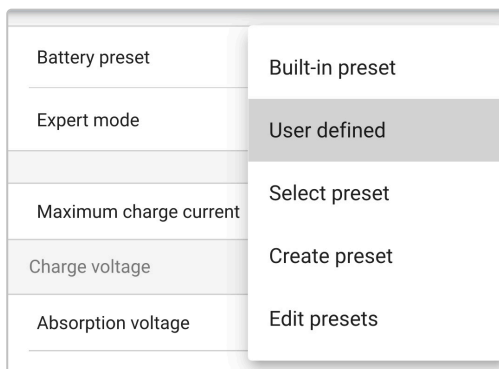 Battery preset
Expert mode
Maximum charge current
Charge voltage
Absorption voltage
Built-in preset
User defined
Select preset
Create preset
Edit presets